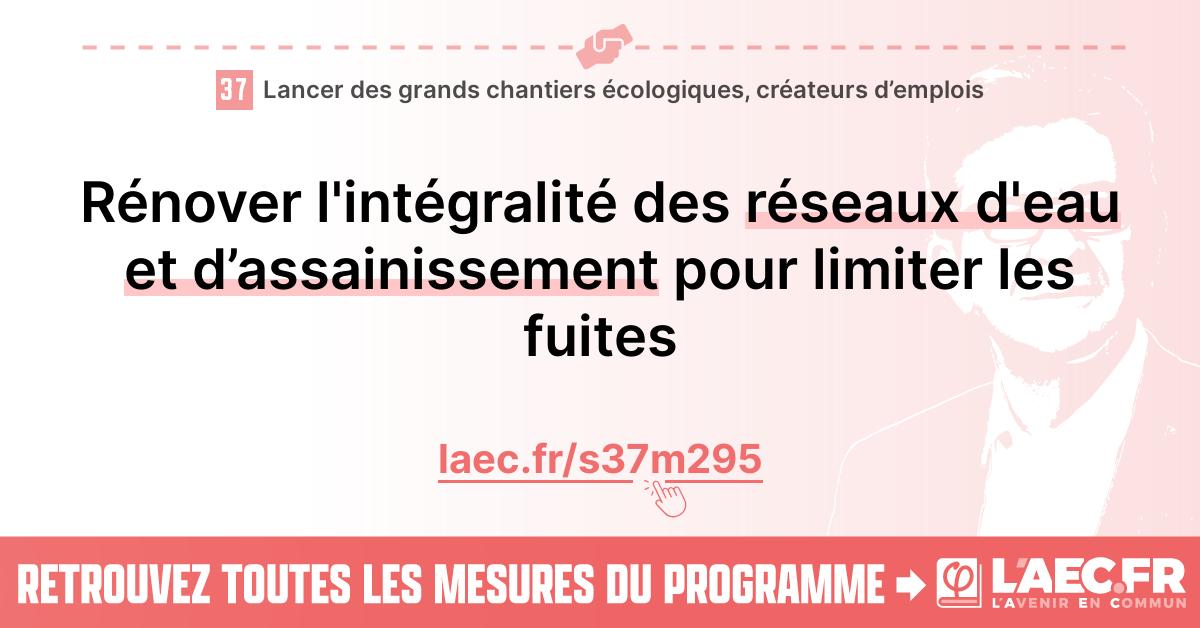 37 Lancer des grands chantiers écologiques, créateurs d’emplois
Rénover l'intégralité des réseaux d'eau
et d’assainissement pour limiter les
fuites
laec.fr/s37m295
RETROUVEZ TOUTES LES MESURES DU PROGRAMME
L'AEC.FR
L'AVENIR EN COMMUN